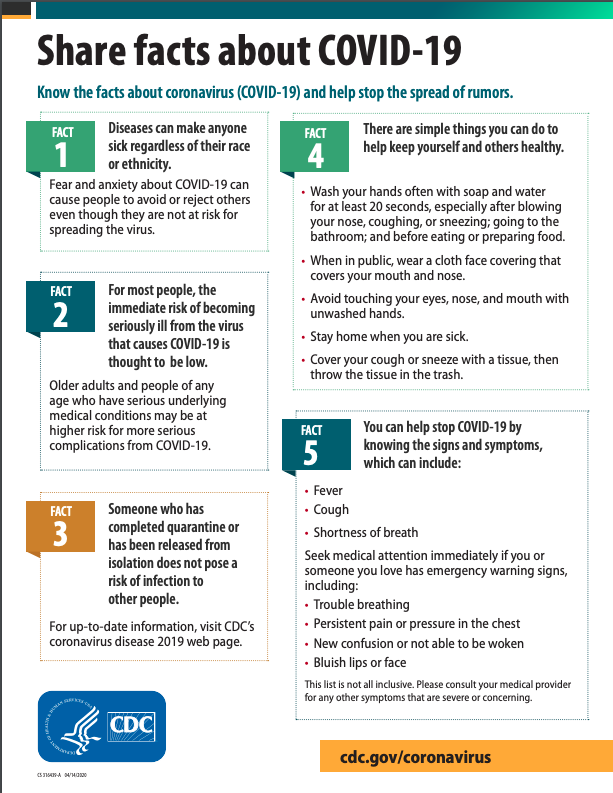 Share facts about COVID-19
Know the facts about coronavirus (COVID-19) and help stop the spread of rumors.
FACT
1
Diseases can make anyone
sick regardless of their race
or ethnicity.
Fear and anxiety about COVID-19 can
cause people to avoid or reject others
even though they are not at risk for
spreading the virus.
FACT
2
For most people, the
immediate risk of becoming
seriously ill from the virus
that causes COVID-19 is
thought to be low.
Older adults and people of any
age who have serious underlying
medical conditions may be at
higher risk for more serious
complications from COVID-19.
FACT
3
Someone who has
completed quarantine or
has been released from
isolation does not pose a
risk of infection to
other people.
For up-to-date information, visit CDC's
coronavirus disease 2019 web page.
FACT
4
There are simple things you can do to
help keep yourself and others healthy.
• Wash your hands often with soap and water
for at least 20 seconds, especially after blowing
your nose, coughing, or sneezing; going to the
bathroom; and before eating or preparing food.
• When in public, wear a cloth face covering that
covers your mouth and nose.
• Avoid touching your eyes, nose, and mouth with
unwashed hands.
• Stay home when you are sick.
• Cover your cough or sneeze with a tissue, then
throw the tissue in the trash.
FACT
5
You can help stop COVID-19 by
knowing the signs and symptoms,
which can include:
• Fever
• Cough
• Shortness of breath
Seek medical attention immediately if you or
someone you love has emergency warning signs,
including:
• Trouble breathing
• Persistent pain or pressure in the chest
• New confusion or not able to be woken
• Bluish lips or face
This list is not all inclusive. Please consult your medical provider
for any other symptoms that are severe or concerning.
DEPARTMENT OF HEALTH & HUMAN SERVICES USA
CDC
CS 316439-A 04/14/2020
cdc.gov/coronavirus